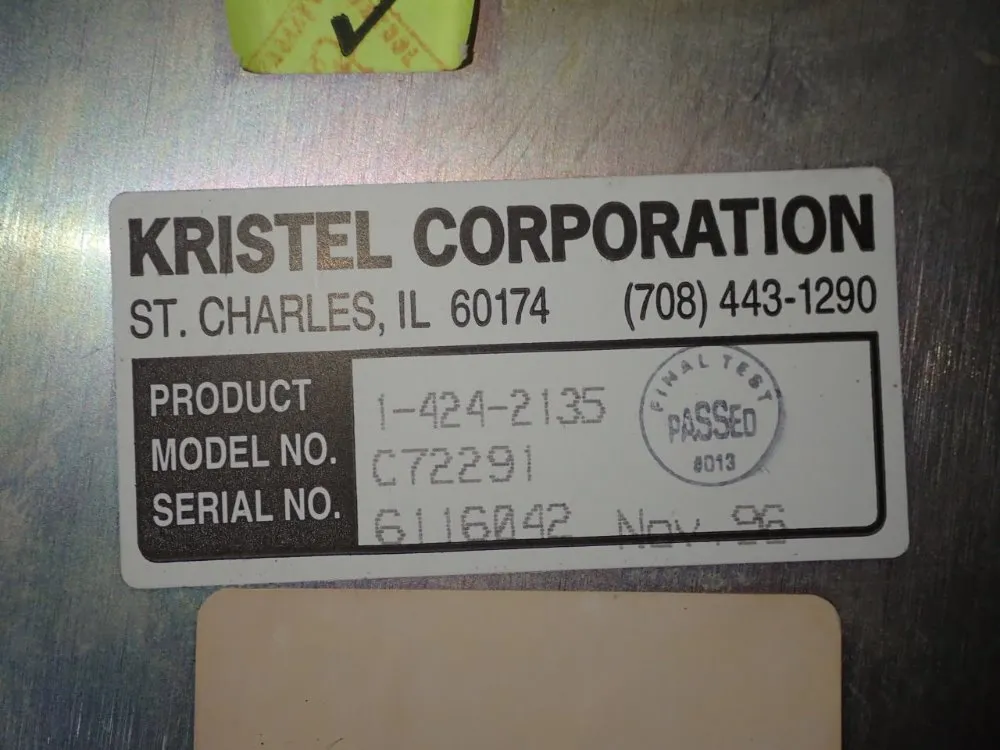 KRISTEL CORPORATION
ST. CHARLES, IL 60174 (708) 443-1290
PRODUCT 1-424-2135
MODEL NO. C72291
SERIAL NO. 6116042 Nov 96
FINAL TEST
PASSED
#013